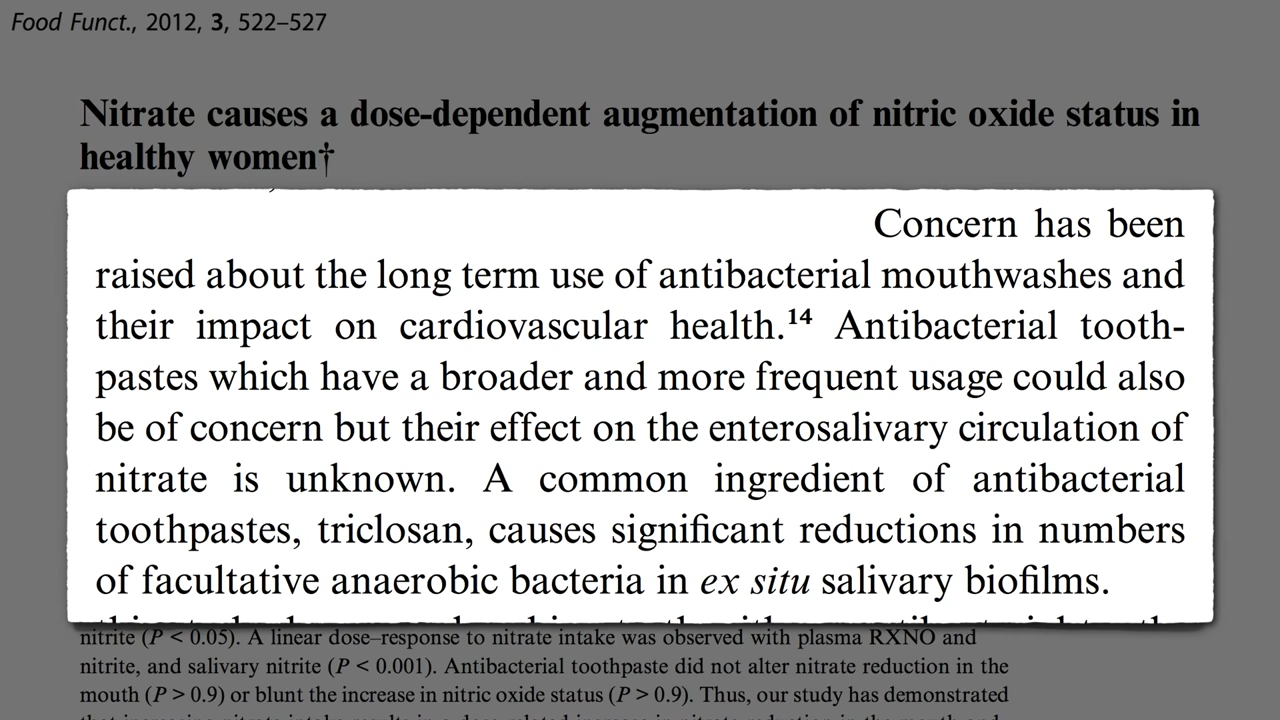 Food Funct., 2012, 3, 522–527
Nitrate causes a dose-dependent augmentation of nitric oxide status in
healthy women†
Concern has been
raised about the long term use of antibacterial mouthwashes and
their impact on cardiovascular health.¹⁴ Antibacterial tooth-
pastes which have a broader and more frequent usage could also
be of concern but their effect on the enterosalivary circulation of
nitrate is unknown. A common ingredient of antibacterial
toothpastes, triclosan, causes significant reductions in numbers
of facultative anaerobic bacteria in ex situ salivary biofilms.
nitrite (P < 0.05). A linear dose–response to nitrate intake was observed with plasma RXNO and
nitrite, and salivary nitrite (P < 0.001). Antibacterial toothpaste did not alter nitrate reduction in the
mouth (P > 0.9) or blunt the increase in nitric oxide status (P > 0.9). Thus, our study has demonstrated